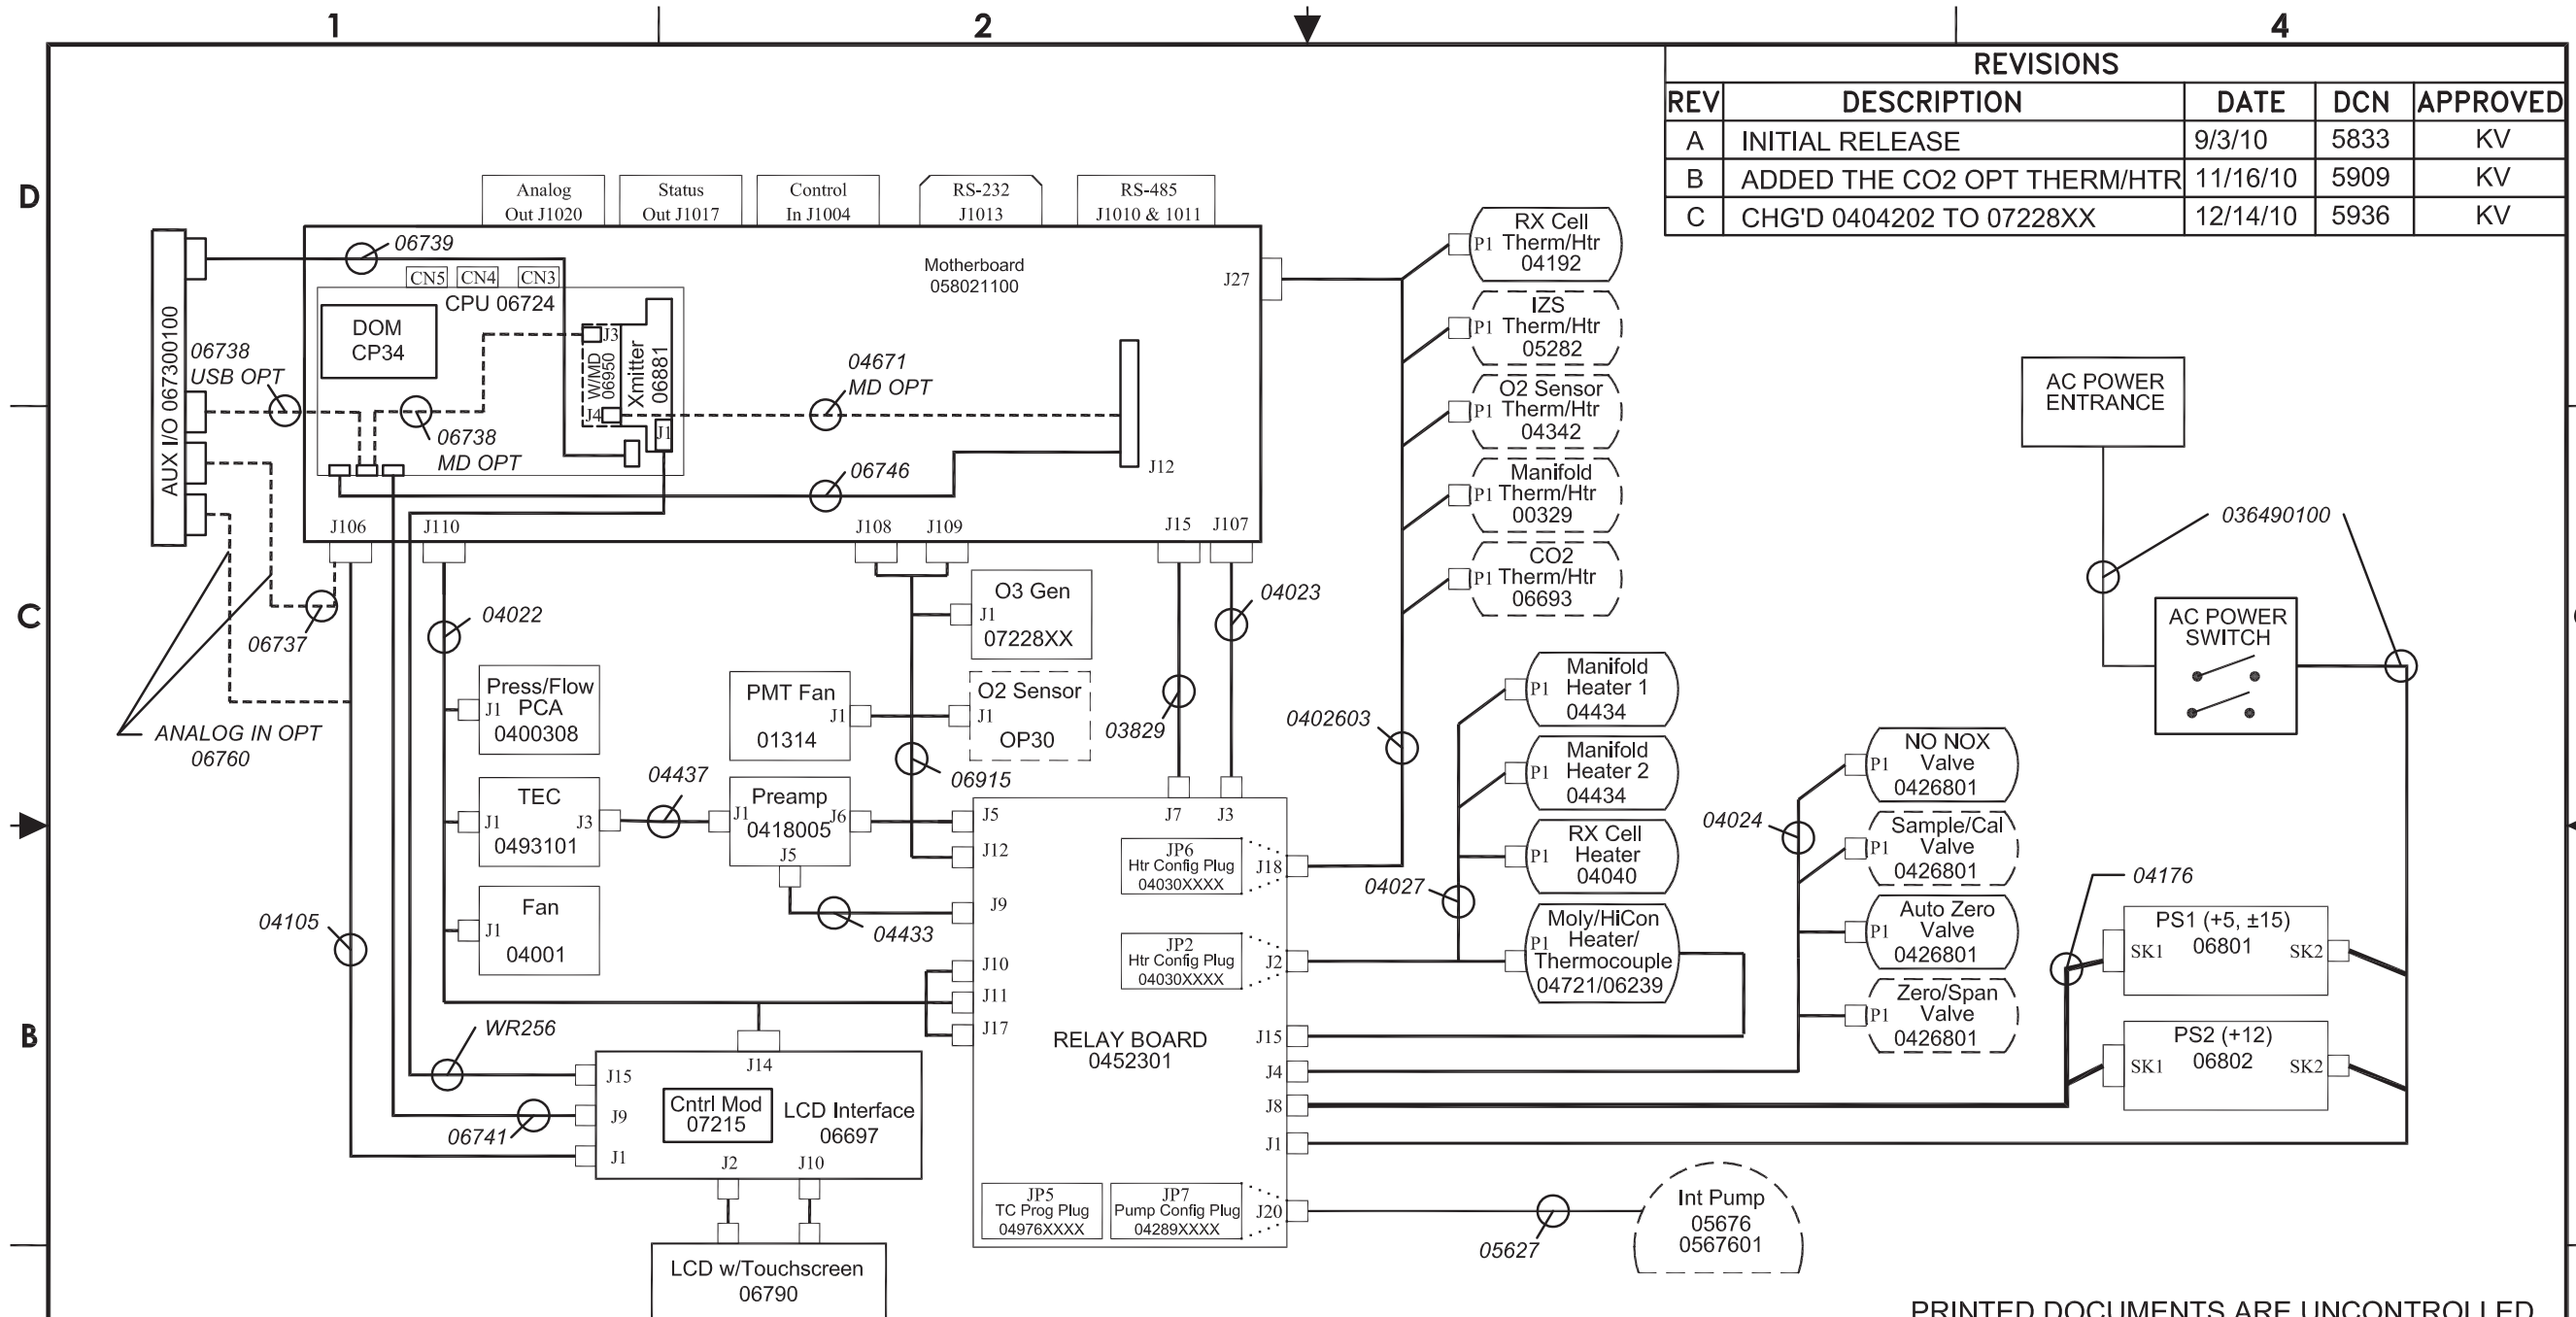 1
2
4
REVISIONS
REV DESCRIPTION DATE DCN APPROVED
A INITIAL RELEASE 9/3/10 5833 KV
B ADDED THE CO2 OPT THERM/HTR 11/16/10 5909 KV
C CHG'D 0404202 TO 07228XX 12/14/10 5936 KV
D
C
B
Analog
Out J1020
Status
Out J1017
Control
In J1004
RS-232
J1013
RS-485
J1010 & 1011
AUX I/O 067300100
06739
CN5
CN4
CN3
CPU 06724
DOM
CP34
06738
USB OPT
06738
MD OPT
J3
W/MD
06950
J4
Xmitter
06881
J1
04671
MD OPT
06746
Motherboard
058021100
J27
J12
J106
J110
J108
J109
J15
J107
06737
ANALOG IN OPT
06760
04022
Press/Flow
PCA
J1
0400308
TEC
J1
J3
0493101
Fan
J1
04001
04105
04437
PMT Fan
J1
01314
Preamp
J1
J6
0418005
J5
04433
O3 Gen
J1
07228XX
O2 Sensor
J1
OP30
06915
03829
04023
0402603
RX Cell
P1 Therm/Htr
04192
IZS
P1 Therm/Htr
05282
O2 Sensor
P1 Therm/Htr
04342
Manifold
P1 Therm/Htr
00329
CO2
P1 Therm/Htr
06693
Manifold
P1 Heater 1
04434
Manifold
P1 Heater 2
04434
RX Cell
P1 Heater
04040
04027
Moly/HiCon
P1 Heater/
Thermocouple
04721/06239
04024
NO NOX
P1 Valve
0426801
Sample/Cal
P1 Valve
0426801
Auto Zero
P1 Valve
0426801
Zero/Span
P1 Valve
0426801
AC POWER
ENTRANCE
036490100
AC POWER
SWITCH
04176
PS1 (+5, ±15)
06801
SK1
SK2
PS2 (+12)
06802
SK1
SK2
J7
J3
J5
J12
J9
J10
J11
J17
JP6
Htr Config Plug
04030XXXX
J18
JP2
Htr Config Plug
04030XXXX
J2
RELAY BOARD
0452301
J15
J4
J8
J1
JP5
TC Prog Plug
04976XXXX
JP7
Pump Config Plug
04289XXXX
J20
05627
Int Pump
05676
0567601
WR256
06741
J14
J15
J9
J1
Cntrl Mod
07215
LCD Interface
06697
J2
J10
LCD w/Touchscreen
06790
PRINTED DOCUMENTS ARE UNCONTROLLED